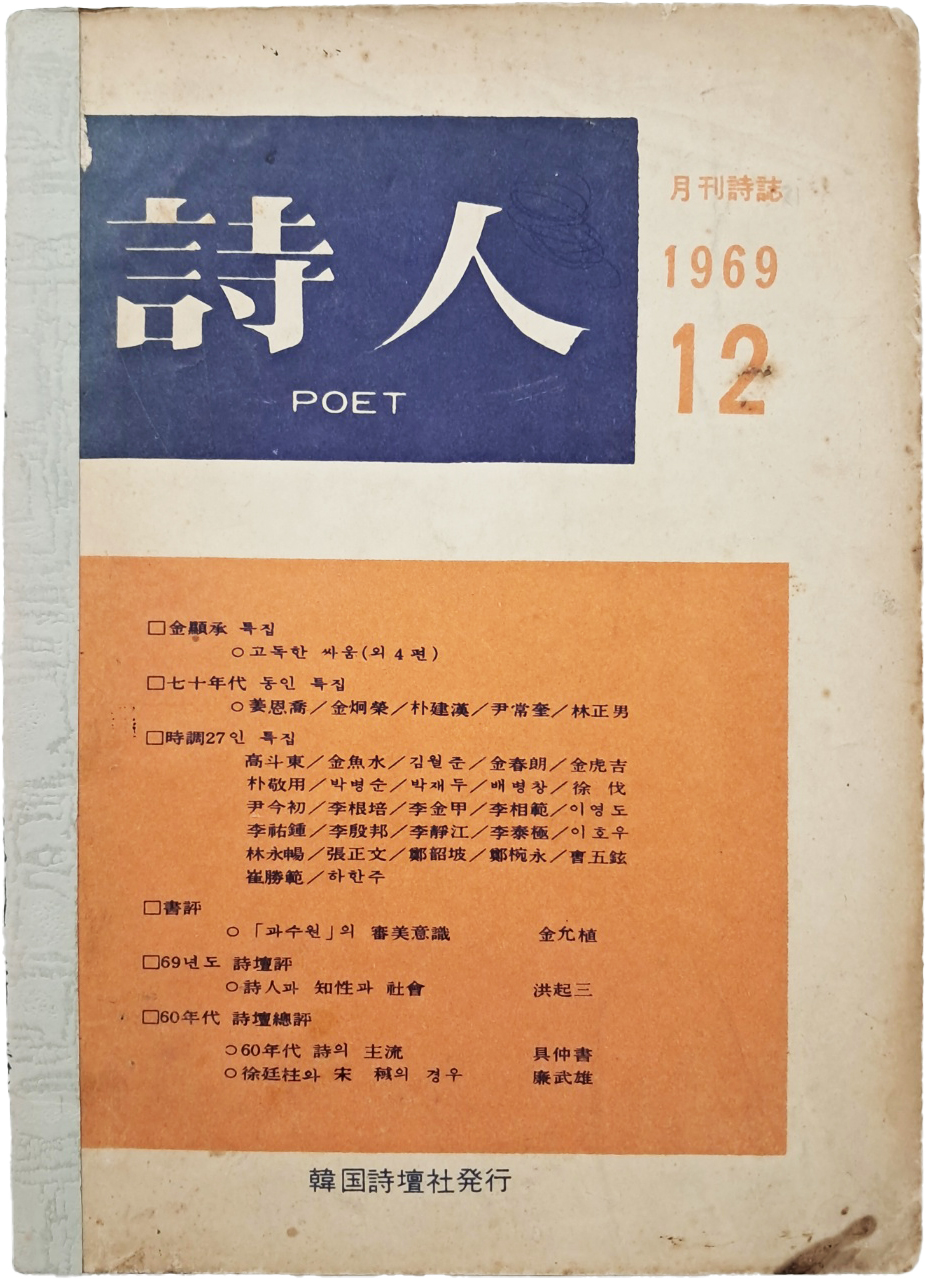 詩人
POET
月刊詩誌
1969
12
□金顯承 특집
○고독한 싸움(외 4 편)
□七十年代 동인 특집
○姜恩喬／金炯榮／朴建漢／尹常奎／林正男
□時調27인 특집
高斗東／金魚水／김월준／金春朗／金虎吉
朴敬用／박병순／박재두／배병창／徐 伐
尹今初／李根培／李金甲／李相範／이영도
李祐鍾／李殷邦／李靜江／李泰極／이호우
林永暢／張正文／鄭韶坡／鄭椀永／曺五鉉
崔勝範／하한주
□書評
○「과수원」의 審美意識 金允植
□69년도 詩壇評
○詩人과 知性과 社會 洪起三
□60年代 詩壇總評
○60年代 詩의 主流 具仲書
○徐廷柱와 宋 稶의 경우 廉武雄
韓国詩壇社発行